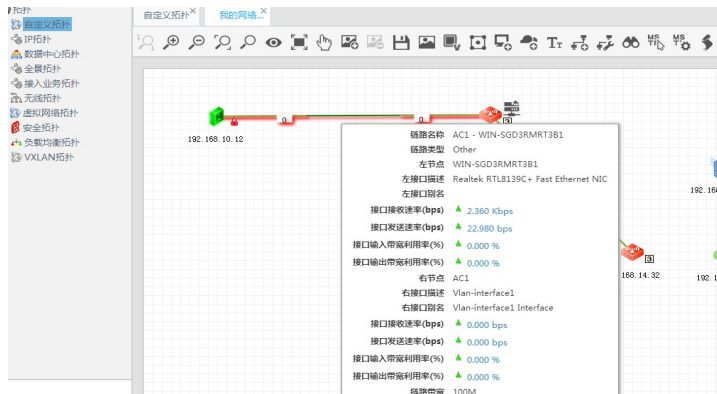 拓扑
自定义拓扑
IP拓扑
数据中心拓扑
全景拓扑
接入业务拓扑
无线拓扑
虚拟网络拓扑
安全拓扑
负载均衡拓扑
VXLAN拓扑
自定义拓扑 ×
我的网络... ×
192.168.10.12
0
0
3
链路名称 AC1 - WIN-SGD3RMRT3B1
链路类型 Other
左节点 WIN-SGD3RMRT3B1
左接口描述 Realtek RTL8139C+ Fast Ethernet NIC
左接口别名
接口接收速率(bps) 2.360 Kbps
接口发送速率(bps) 22.980 bps
接口输入带宽利用率(%) 0.000 %
接口输出带宽利用率(%) 0.000 %
右节点 AC1
右接口描述 Vlan-interface1
右接口别名 Vlan-interface1 Interface
接口接收速率(bps) 0.000 bps
接口发送速率(bps) 0.000 bps
接口输入带宽利用率(%) 0.000 %
接口输出带宽利用率(%) 0.000 %
链路带宽 100M
192.168
3
168.14.32
192.1